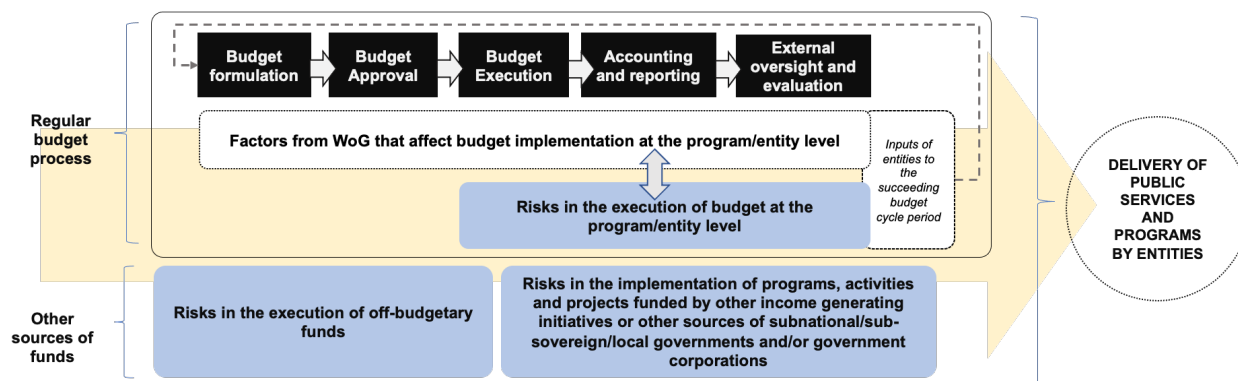 Regular
budget
process
Budget
formulation
Budget
Approval
Budget
Execution
Accounting
and reporting
External
oversight and
evaluation
Factors from WoG that affect budget implementation at the program/entity level
Inputs of
entities to
the
succeeding
budget
cycle period
Risks in the execution of budget at the
program/entity level
DELIVERY OF
PUBLIC
SERVICES
AND
PROGRAMS
BY ENTITIES
Other
sources of
funds
Risks in the execution of off-budgetary
funds
Risks in the implementation of programs, activities
and projects funded by other income generating
initiatives or other sources of subnational/sub-
sovereign/local governments and/or government
corporations